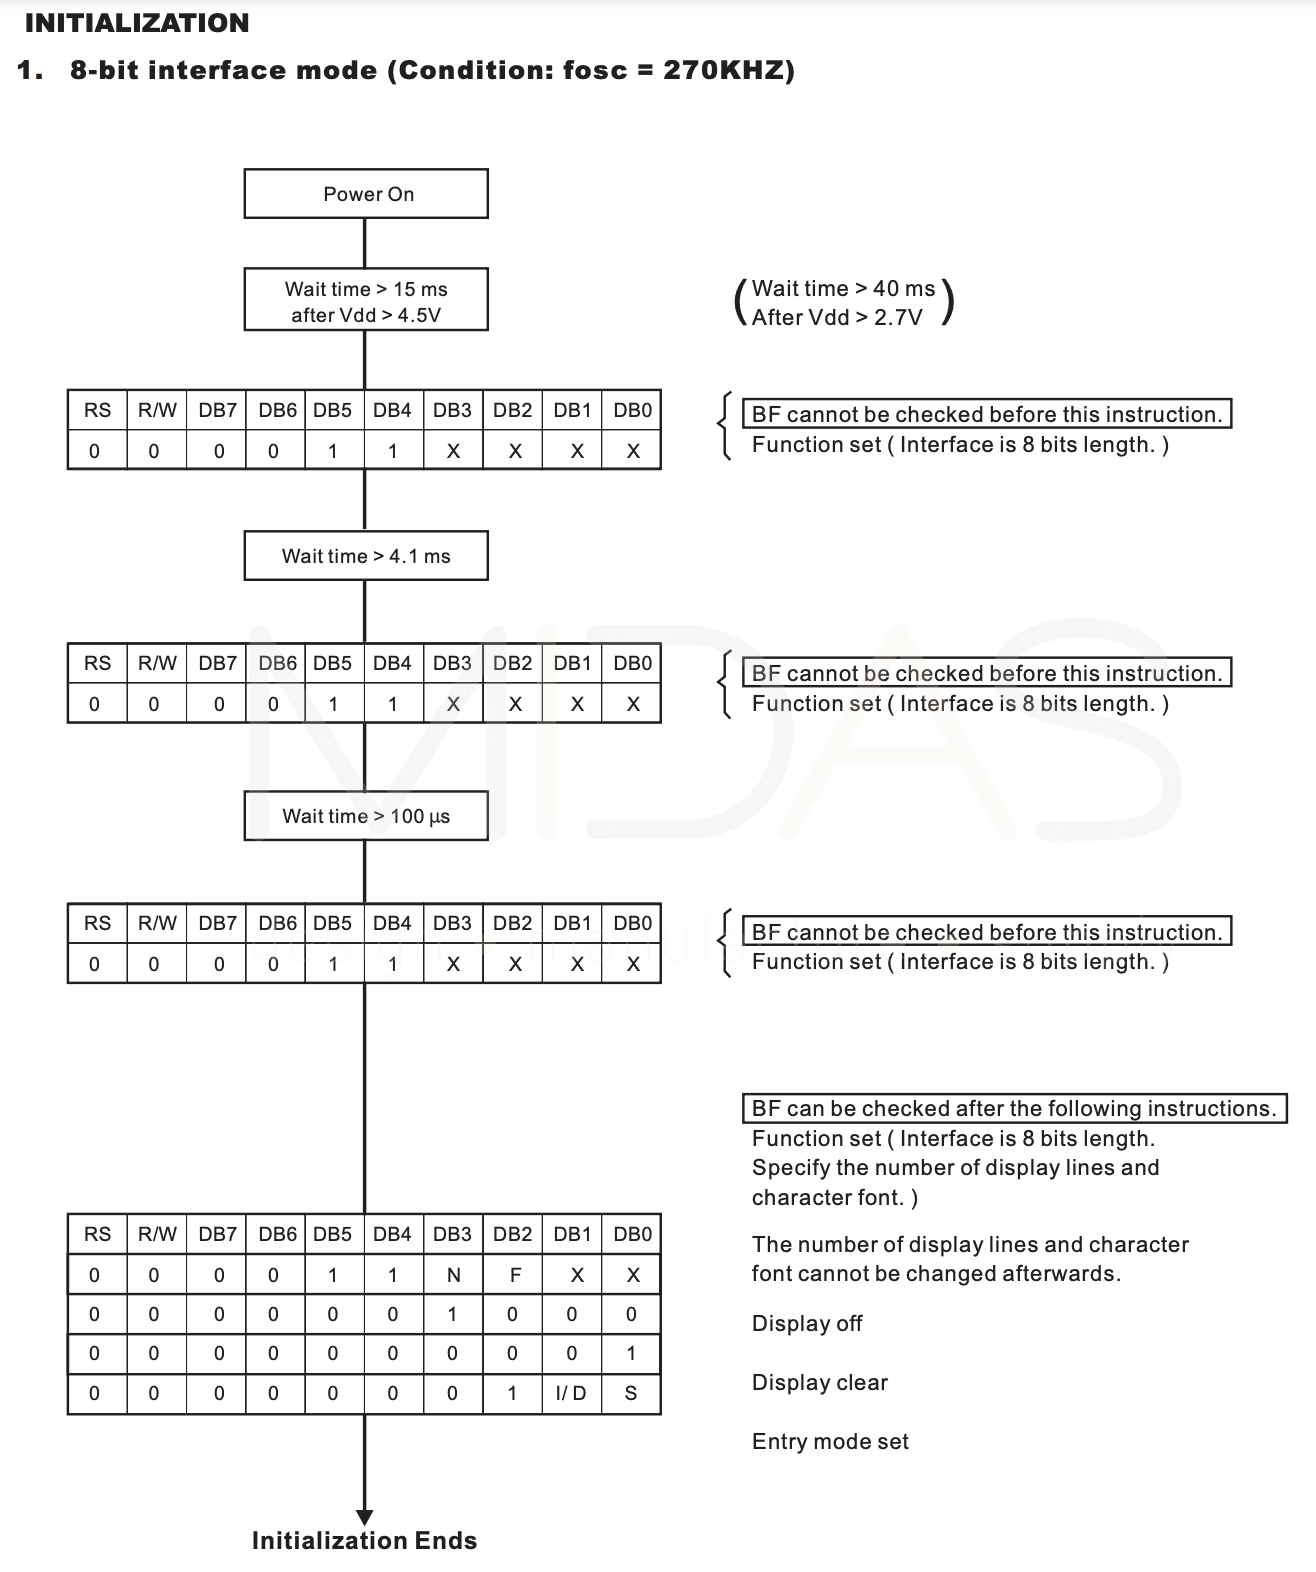 INITIALIZATION
1. 8-bit interface mode (Condition: fosc = 270KHZ)
Power On
Wait time > 15 ms
after Vdd > 4.5V
(Wait time > 40 ms
After Vdd > 2.7V)
RS R/W DB7 DB6 DB5 DB4 DB3 DB2 DB1 DB0
0 0 0 0 1 1 X X X X
BF cannot be checked before this instruction.
Function set ( Interface is 8 bits length. )
Wait time > 4.1 ms
RS R/W DB7 DB6 DB5 DB4 DB3 DB2 DB1 DB0
0 0 0 0 1 1 X X X X
BF cannot be checked before this instruction.
Function set ( Interface is 8 bits length. )
MIDAS
Wait time > 100 µs
RS R/W DB7 DB6 DB5 DB4 DB3 DB2 DB1 DB0
0 0 0 0 1 1 X X X X
BF cannot be checked before this instruction.
Function set ( Interface is 8 bits length. )
BF can be checked after the following instructions.
Function set ( Interface is 8 bits length.
Specify the number of display lines and
character font. )
RS R/W DB7 DB6 DB5 DB4 DB3 DB2 DB1 DB0
0 0 0 0 1 1 N F X X
0 0 0 0 0 0 1 0 0 0
0 0 0 0 0 0 0 0 0 1
0 0 0 0 0 0 0 1 I/ D S
The number of display lines and character
font cannot be changed afterwards.
Display off
Display clear
Entry mode set
Initialization Ends